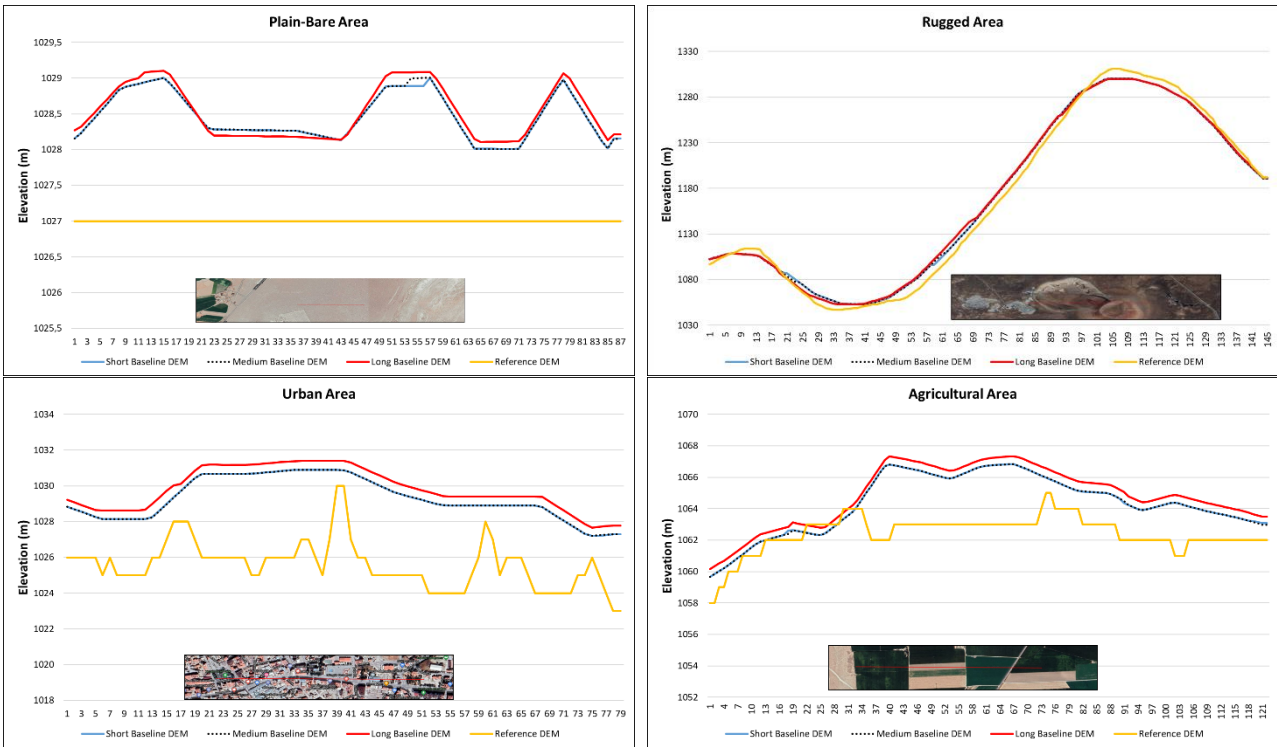 Plain-Bare Area
Elevation (m)
1029,5
1029
1028,5
1028
1027,5
1027
1026,5
1026
1025,5
1 3 5 7 9 11 13 15 17 19 21 23 25 27 29 31 33 35 37 39 41 43 45 47 49 51 53 55 57 59 61 63 65 67 69 71 73 75 77 79 81 83 85 87
Short Baseline DEM Medium Baseline DEM Long Baseline DEM Reference DEM
Rugged Area
Elevation (m)
1330
1280
1230
1180
1130
1080
1030
1 5 9 13 17 21 25 29 33 37 41 45 49 53 57 61 65 69 73 77 81 85 89 93 97 101 105 109 113 117 121 125 129 133 137 141 145
Short Baseline DEM Medium Baseline DEM Long Baseline DEM Reference DEM
Urban Area
Elevation (m)
1034
1032
1030
1028
1026
1024
1022
1020
1018
1 3 5 7 9 11 13 15 17 19 21 23 25 27 29 31 33 35 37 39 41 43 45 47 49 51 53 55 57 59 61 63 65 67 69 71 73 75 77 79
Short Baseline DEM Medium Baseline DEM Long Baseline DEM Reference DEM
Agricultural Area
Elevation (m)
1070
1068
1066
1064
1062
1060
1058
1056
1054
1052
1 4 7 10 13 16 19 22 25 28 31 34 37 40 43 46 49 52 55 58 61 64 67 70 73 76 79 82 85 88 91 94 97 100 103 106 109 112 115 118 121
Short Baseline DEM Medium Baseline DEM Long Baseline DEM Reference DEM